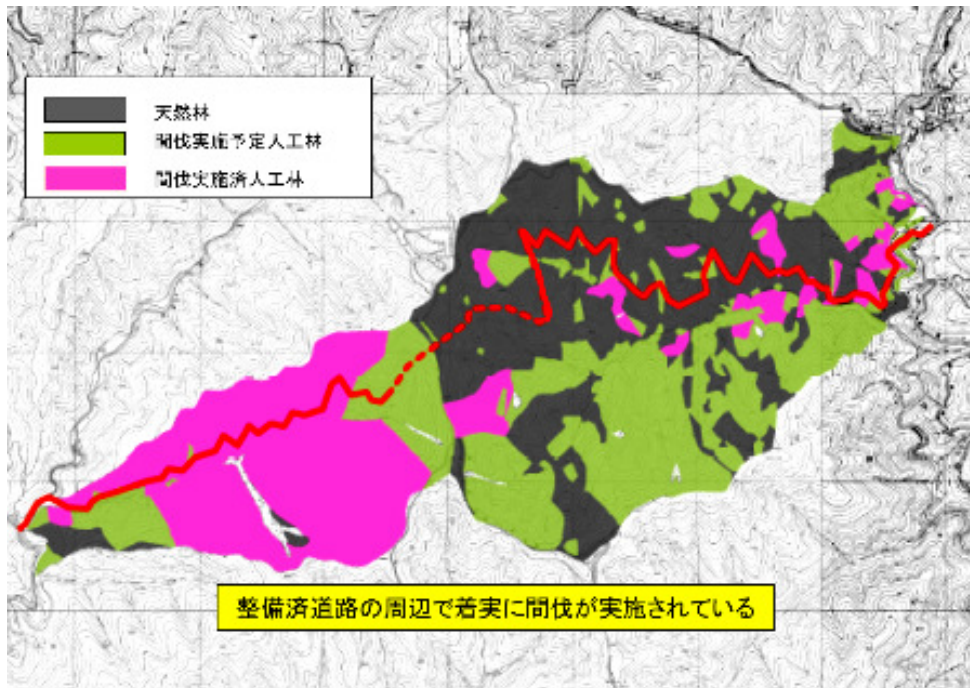 天然林
間伐実施予定人工林
間伐実施済人工林
整備済道路の周辺で着実に間伐が実施されている